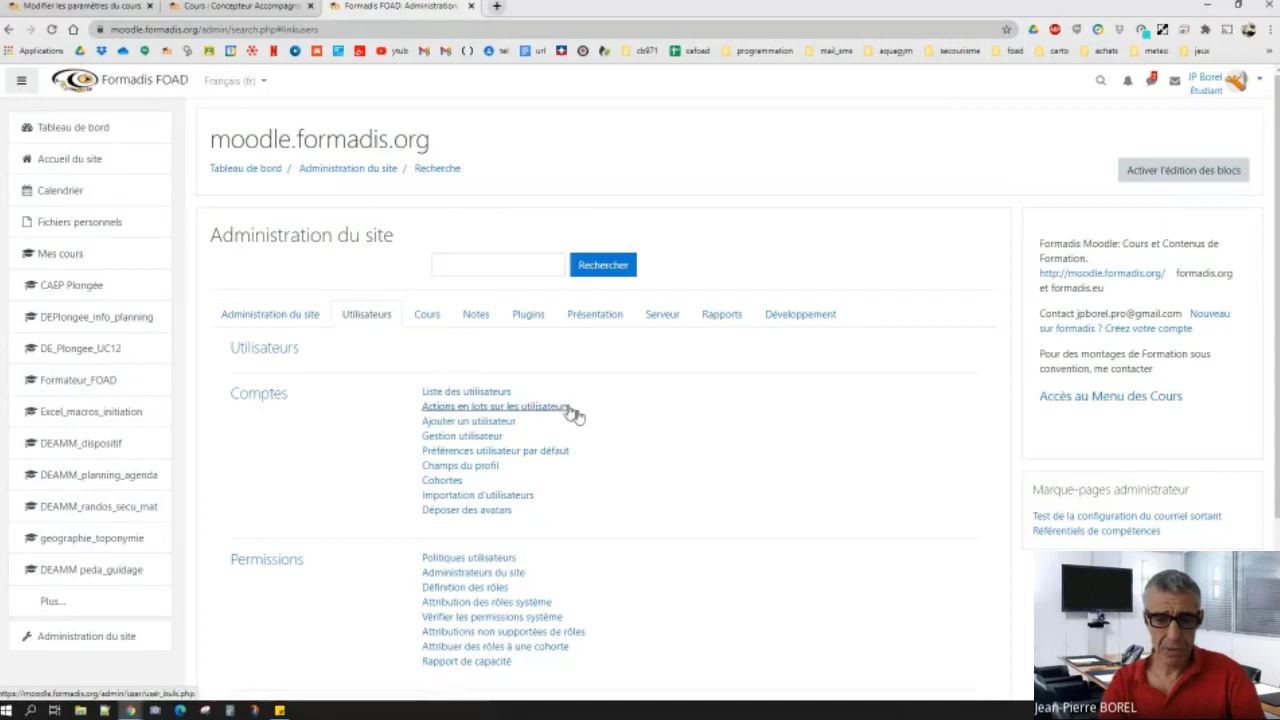 Modifier les paramètres du cours
Cours : Concepteur Accompagna
Formadis FOAD: Administration
moodle.formadis.org/admin/search.php#linkusers
Applications
ytub
tel
url
cb971
cafoad
programmation
mail_sms
aquagym
secourisme
foad
carto
achats
meteo
jeux
Formadis FOAD
Français (fr)
JP Borel
Étudiant
Tableau de bord
Accueil du site
Calendrier
Fichiers personnels
Mes cours
CAEP Plongée
DEPlongee_info_planning
DE_Plongee_UC12
Formateur_FOAD
Excel_macros_initiation
DEAMM_dispositif
DEAMM_planning_agenda
DEAMM_randos_secu_mat
geographie_toponymie
DEAMM peda_guidage
Plus...
Administration du site
moodle.formadis.org
Tableau de bord / Administration du site / Recherche
Activer l'édition des blocs
Administration du site
Rechercher
Administration du site
Utilisateurs
Cours
Notes
Plugins
Présentation
Serveur
Rapports
Développement
Utilisateurs
Comptes
Liste des utilisateurs
Actions en lots sur les utilisateurs
Ajouter un utilisateur
Gestion utilisateur
Préférences utilisateur par défaut
Champs du profil
Cohortes
Importation d'utilisateurs
Déposer des avatars
Permissions
Politiques utilisateurs
Administrateurs du site
Définition des rôles
Attribution des rôles système
Vérifier les permissions système
Attributions non supportées de rôles
Attribuer des rôles à une cohorte
Rapport de capacité
Formadis Moodle: Cours et Contenus de
Formation.
http://moodle.formadis.org/ formadis.org
et formadis.eu
Contact jpborel.pro@gmail.com Nouveau
sur formadis ? Créez votre compte
Pour des montages de Formation sous
convention, me contacter
Accès au Menu des Cours
Marque-pages administrateur
Test de la configuration du courriel sortant
Référentiels de compétences
https://moodle.formadis.org/admin/user/user_bulk.php
Jean-Pierre BOREL